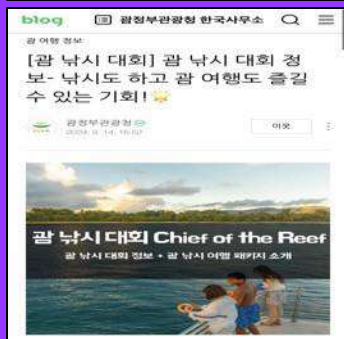 blog
괌정부관광청 한국사무소
괌 여행 정보
[괌 낚시 대회] 괌 낚시 대회 정
보- 낚시도 하고 괌 여행도 즐길
수 있는 기회!🌟
괌정부관광청
이웃
괌 낚시 대회 Chief of the Reef
괌 낚시 대회 정보 + 괌 낚시 여행 패키지 소개